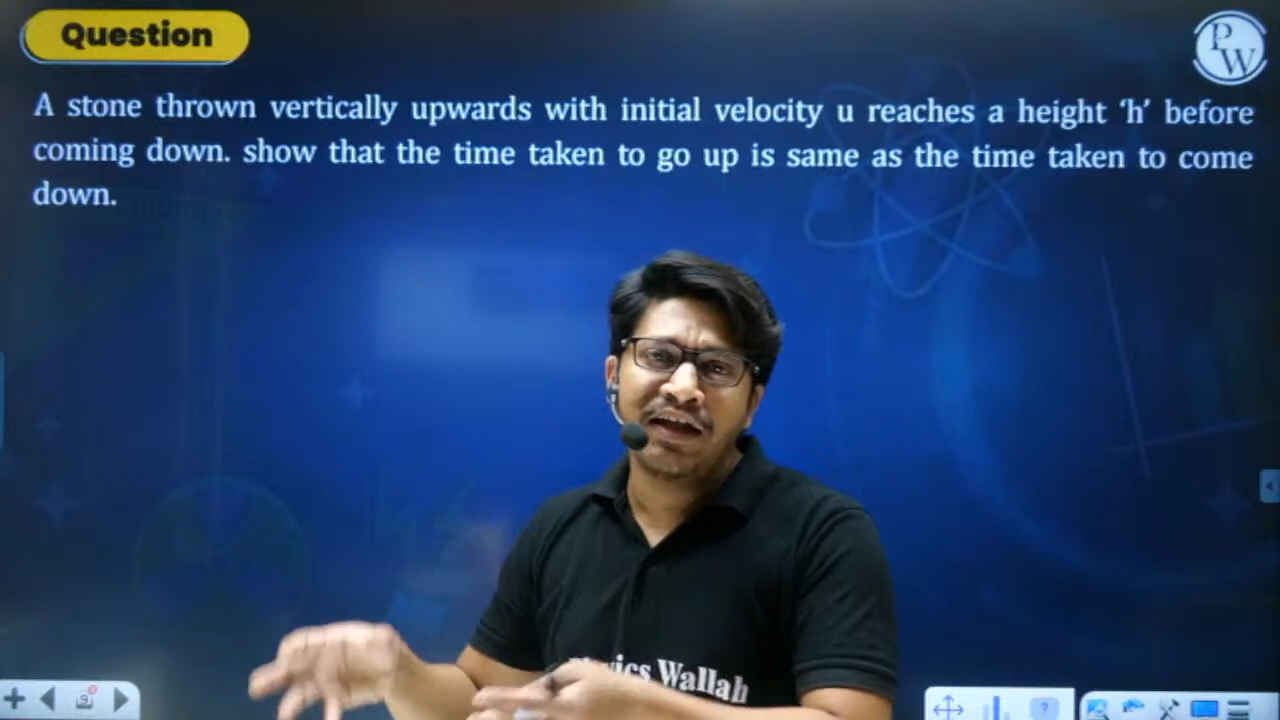 Question
PW
A stone thrown vertically upwards with initial velocity u reaches a height ‘h’ before
coming down. show that the time taken to go up is same as the time taken to come
down.
Wallah